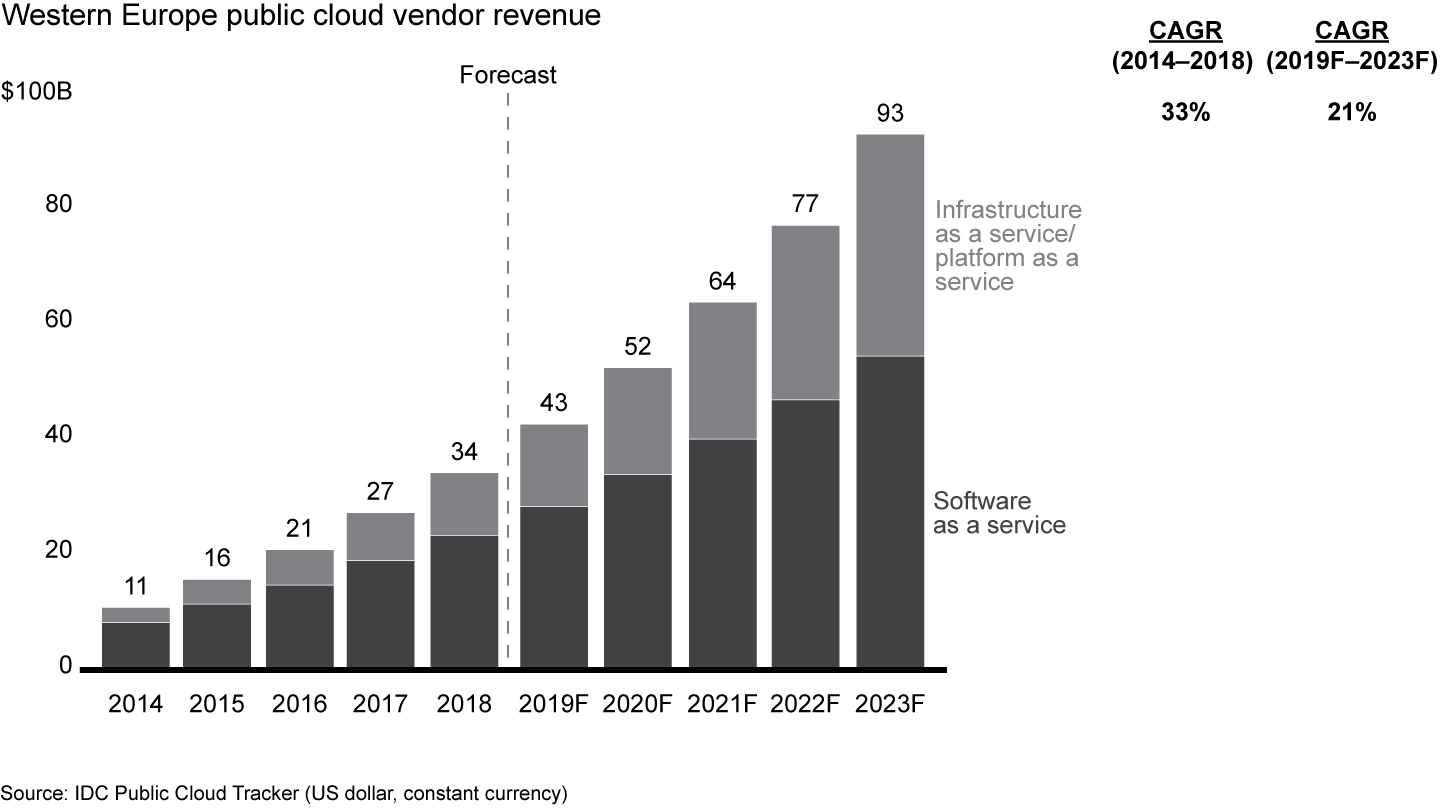 Western Europe public cloud vendor revenue
CAGR
(2014–2018)
33%
CAGR
(2019F–2023F)
21%
Forecast
$100B
80
60
40
20
0
11
16
21
27
34
43
52
64
77
93
Infrastructure
as a service/
platform as a
service
Software
as a service
2014 2015 2016 2017 2018 2019F 2020F 2021F 2022F 2023F
Source: IDC Public Cloud Tracker (US dollar, constant currency)